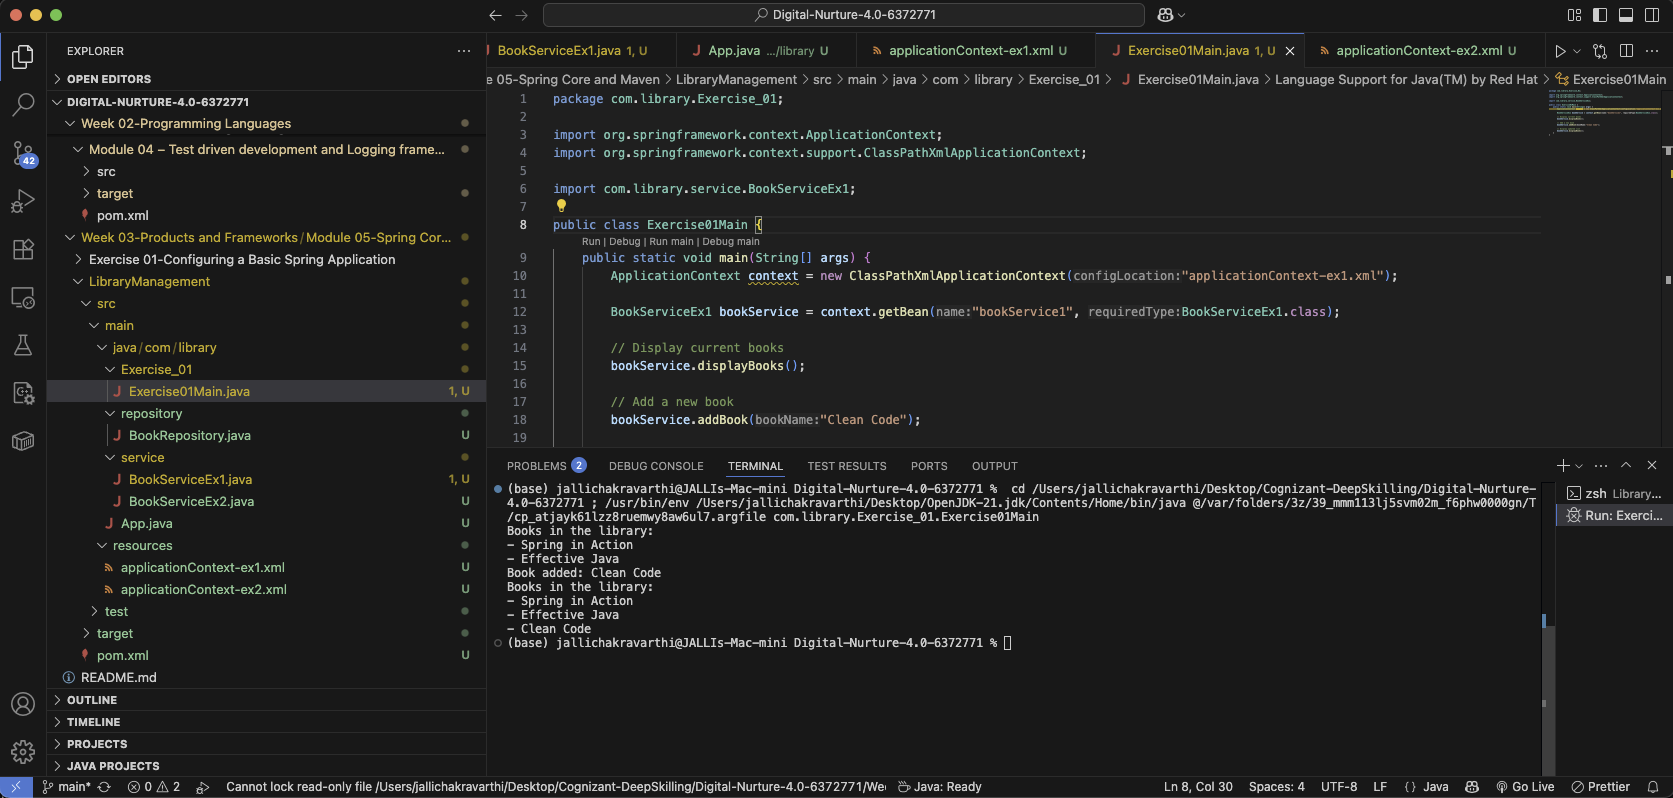 Digital-Nurture-4.0-6372771
EXPLORER
OPEN EDITORS
DIGITAL-NURTURE-4.0-6372771
Week 02-Programming Languages
Module 04 – Test driven development and Logging frame...
src
target
pom.xml
Week 03-Products and Frameworks / Module 05-Spring Cor...
Exercise 01-Configuring a Basic Spring Application
LibraryManagement
src
main
java / com / library
Exercise_01
Exercise01Main.java 1, U
repository
BookRepository.java U
service
BookServiceEx1.java 1, U
BookServiceEx2.java U
App.java U
resources
applicationContext-ex1.xml U
applicationContext-ex2.xml U
test
target
pom.xml U
README.md
OUTLINE
TIMELINE
PROJECTS
JAVA PROJECTS
42
BookServiceEx1.java 1, U App.java .../library U applicationContext-ex1.xml U Exercise01Main.java 1, U applicationContext-ex2.xml U
e 05-Spring Core and Maven > LibraryManagement > src > main > java > com > library > Exercise_01 > Exercise01Main.java > Language Support for Java(TM) by Red Hat > Exercise01Main
1 package com.library.Exercise_01;
2
3 import org.springframework.context.ApplicationContext;
4 import org.springframework.context.support.ClassPathXmlApplicationContext;
5
6 import com.library.service.BookServiceEx1;
7
8 public class Exercise01Main {
Run | Debug | Run main | Debug main
9 public static void main(String[] args) {
10 ApplicationContext context = new ClassPathXmlApplicationContext(configLocation:"applicationContext-ex1.xml");
11
12 BookServiceEx1 bookService = context.getBean(name:"bookService1", requiredType:BookServiceEx1.class);
13
14 // Display current books
15 bookService.displayBooks();
16
17 // Add a new book
18 bookService.addBook(bookName:"Clean Code");
19
PROBLEMS 2 DEBUG CONSOLE TERMINAL TEST RESULTS PORTS OUTPUT
(base) jallichakravarthi@JALLIs-Mac-mini Digital-Nurture-4.0-6372771 % cd /Users/jallichakravarthi/Desktop/Cognizant-DeepSkilling/Digital-Nurture-
4.0-6372771 ; /usr/bin/env /Users/jallichakravarthi/Desktop/OpenJDK-21.jdk/Contents/Home/bin/java @/var/folders/3z/39_mmm113lj5svm02m_f6phw0000gn/T
/cp_atjayk61lzz8ruemwy8aw6ul7.argfile com.library.Exercise_01.Exercise01Main
Books in the library:
- Spring in Action
- Effective Java
Book added: Clean Code
Books in the library:
- Spring in Action
- Effective Java
- Clean Code
(base) jallichakravarthi@JALLIs-Mac-mini Digital-Nurture-4.0-6372771 %
zsh Library...
Run: Exerci...
main* 0 2 Cannot lock read-only file /Users/jallichakravarthi/Desktop/Cognizant-DeepSkilling/Digital-Nurture-4.0-6372771/Wee Java: Ready Ln 8, Col 30 Spaces: 4 UTF-8 LF {} Java Go Live Prettier